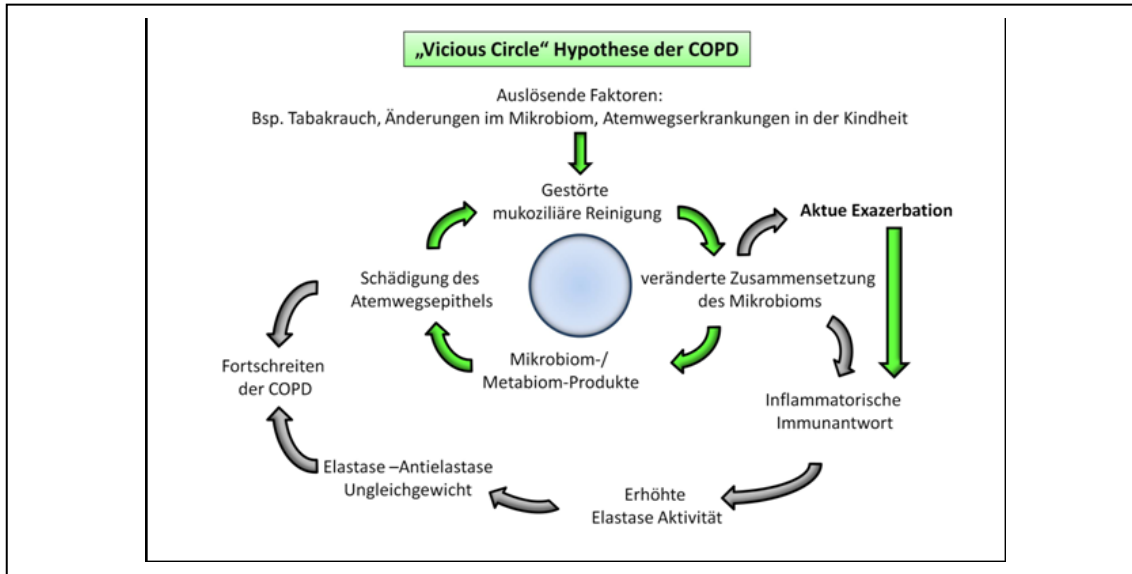 „Vicious Circle“ Hypothese der COPD
Auslösende Faktoren:
Bsp. Tabakrauch, Änderungen im Mikrobiom, Atemwegserkrankungen in der Kindheit
Gestörte
mukoziliäre Reinigung
Aktue Exazerbation
Schädigung des
Atemwegsepithels
veränderte Zusammensetzung
des Mikrobioms
Mikrobiom-/
Metabiom-Produkte
Fortschreiten
der COPD
Inflammatorische
Immunantwort
Elastase –Antielastase
Ungleichgewicht
Erhöhte
Elastase Aktivität